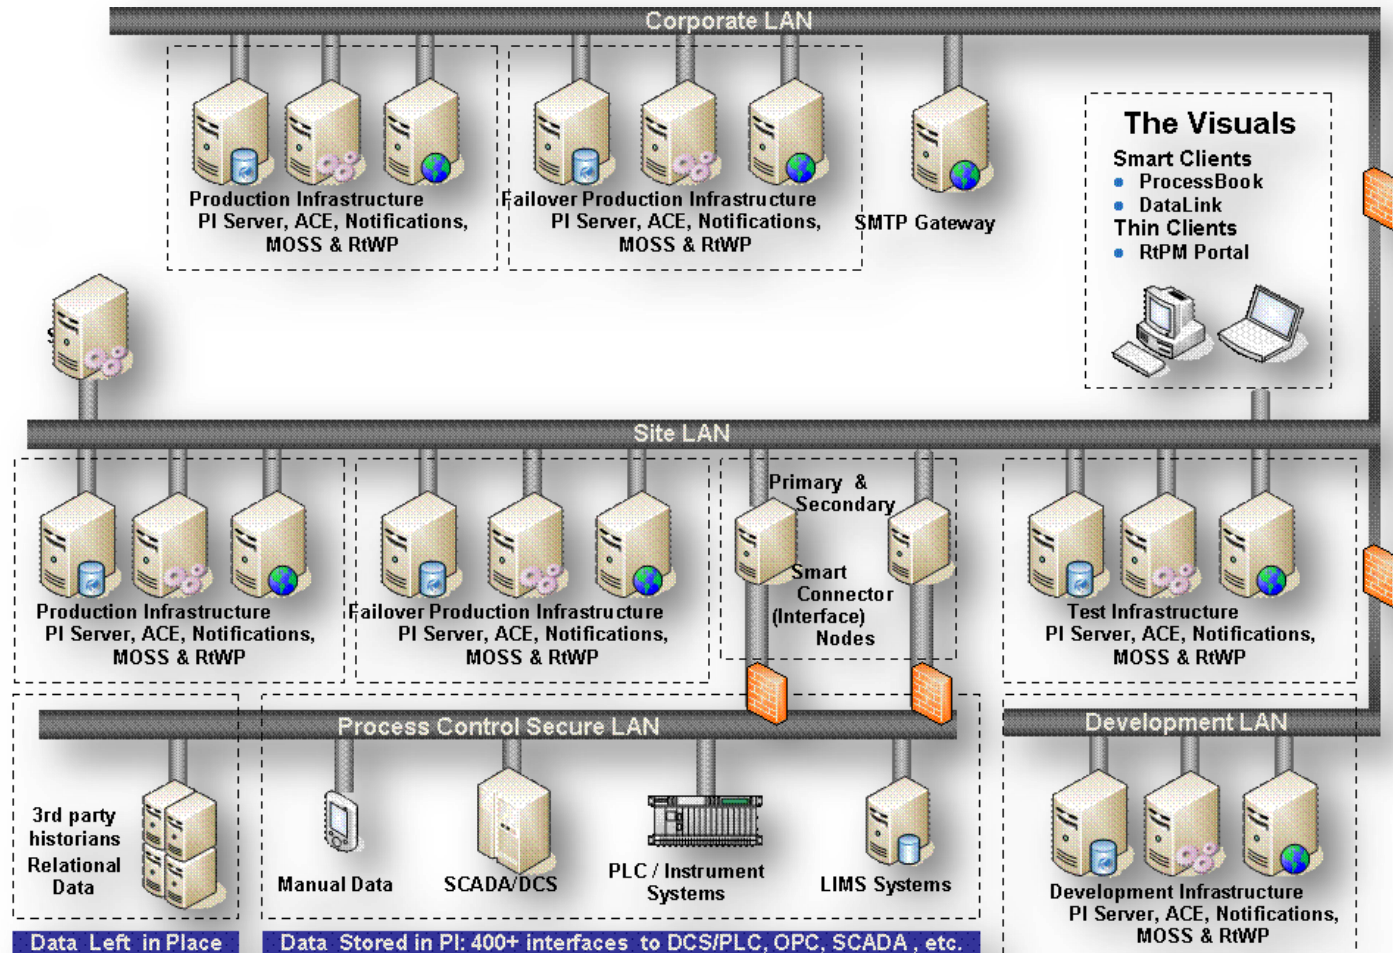 Corporate LAN
Production Infrastructure
PI Server, ACE, Notifications,
MOSS & RtWP
Failover Production Infrastructure
PI Server, ACE, Notifications,
MOSS & RtWP
SMTP Gateway
The Visuals
Smart Clients
ProcessBook
DataLink
Thin Clients
RtPM Portal
Site LAN
Production Infrastructure
PI Server, ACE, Notifications,
MOSS & RtWP
Failover Production Infrastructure
PI Server, ACE, Notifications,
MOSS & RtWP
Primary &
Secondary
Smart
Connector
(Interface)
Nodes
Test Infrastructure
PI Server, ACE, Notifications,
MOSS & RtWP
Process Control Secure LAN
3rd party
historians
Relational
Data
Manual Data
SCADA/DCS
PLC / Instrument
Systems
LIMS Systems
Development LAN
Development Infrastructure
PI Server, ACE, Notifications,
MOSS & RtWP
Data Left in Place
Data Stored in PI: 400+ interfaces to DCS/PLC, OPC, SCADA , etc.